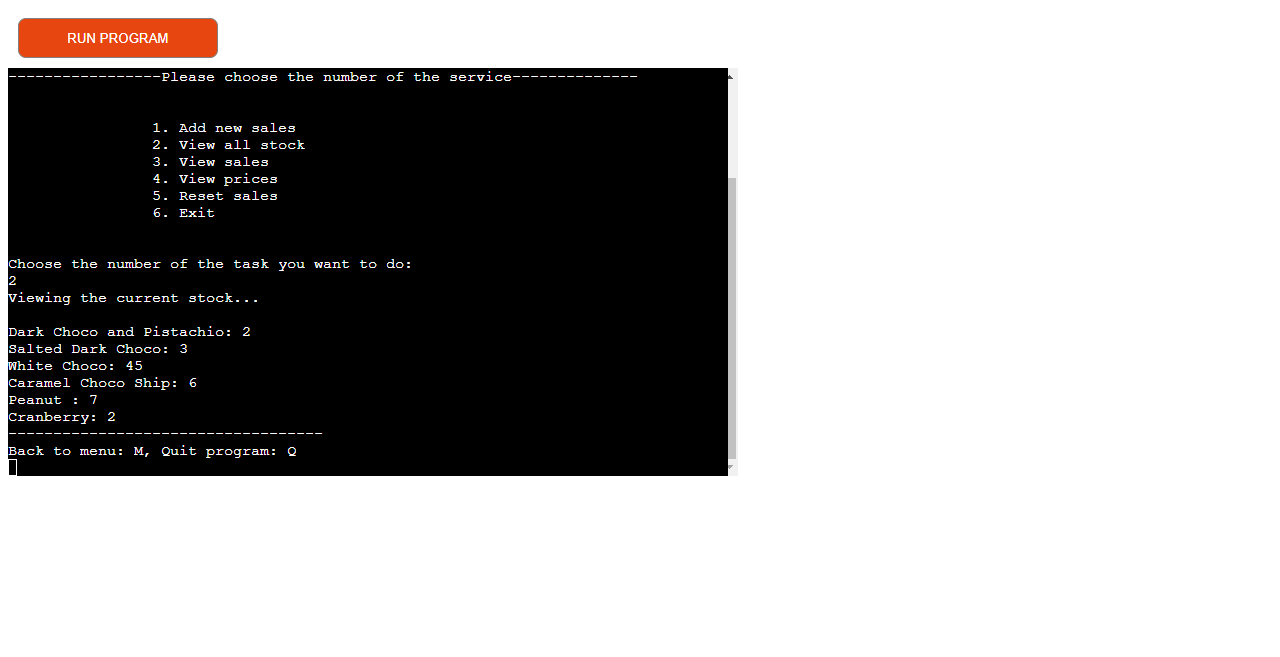 RUN PROGRAM
-----------------Please choose the number of the service--------------
1. Add new sales
2. View all stock
3. View sales
4. View prices
5. Reset sales
6. Exit
Choose the number of the task you want to do:
2
Viewing the current stock...
Dark Choco and Pistachio: 2
Salted Dark Choco: 3
White Choco: 45
Caramel Choco Ship: 6
Peanut : 7
Cranberry: 2
-----------------------------------
Back to menu: M, Quit program: Q